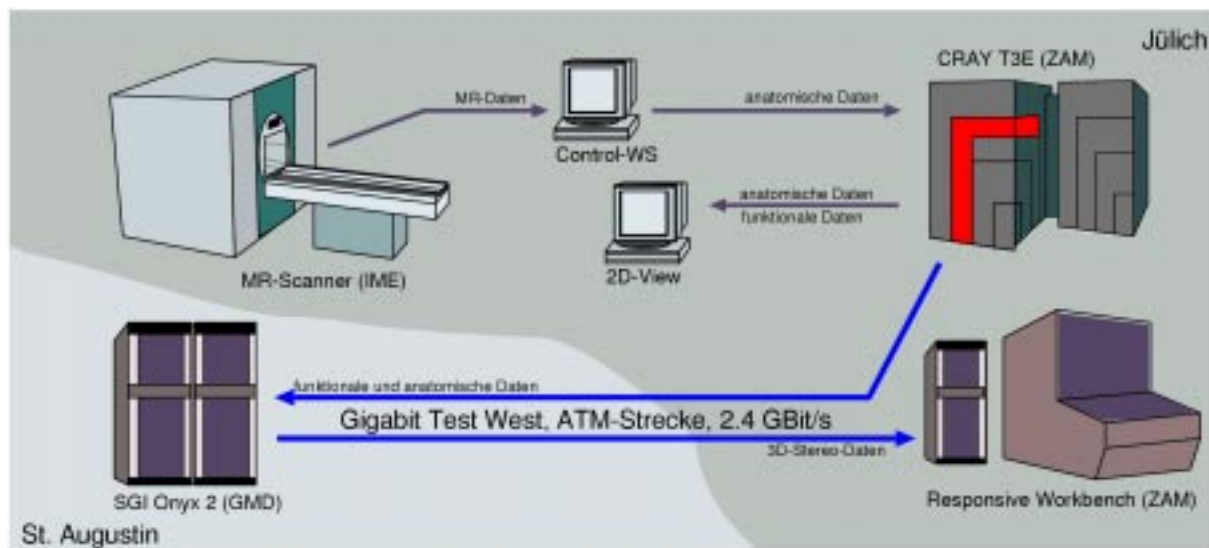 Jülich
CRAY T3E (ZAM)
MR-Daten
anatomische Daten
Control-WS
anatomische Daten
funktionale Daten
2D-View
MR-Scanner (IME)
funktionale und anatomische Daten
Gigabit Test West, ATM-Strecke, 2.4 GBit/s
3D-Stereo-Daten
SGI Onyx 2 (GMD)
Responsive Workbench (ZAM)
St. Augustin